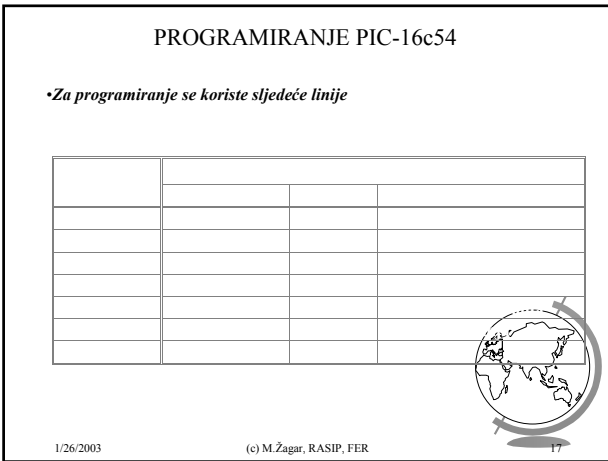 PROGRAMIRANJE PIC-16c54
•Za programiranje se koriste sljedeće linije
1/26/2003 (c) M.Žagar, RASIP, FER 17